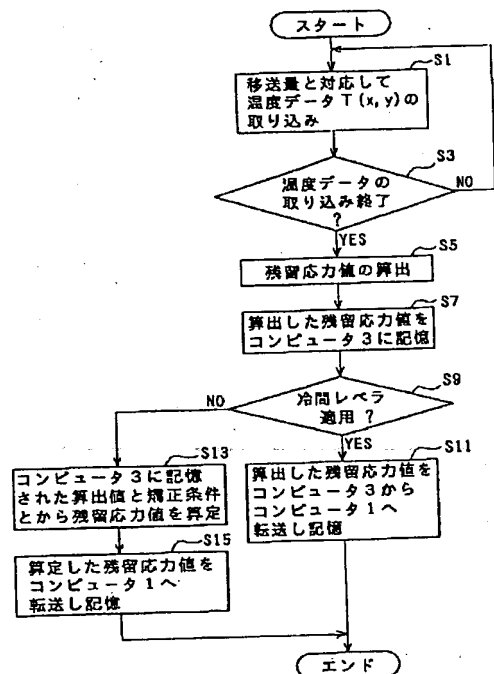 スタート
S1
移送量と対応して
温度データT(x,y)の
取り込み
S3
温度データの
取り込み終了
?
NO
YES
S5
残留応力値の算出
S7
算出した残留応力値を
コンピュータ3に記憶
S9
冷間レベラ
適用?
NO
YES
S13
コンピュータ3に記憶
された算出値と矯正条件
とから残留応力値を算定
S11
算出した残留応力値を
コンピュータ3から
コンピュータ1へ
転送し記憶
S15
算定した残留応力値を
コンピュータ1へ
転送し記憶
エンド